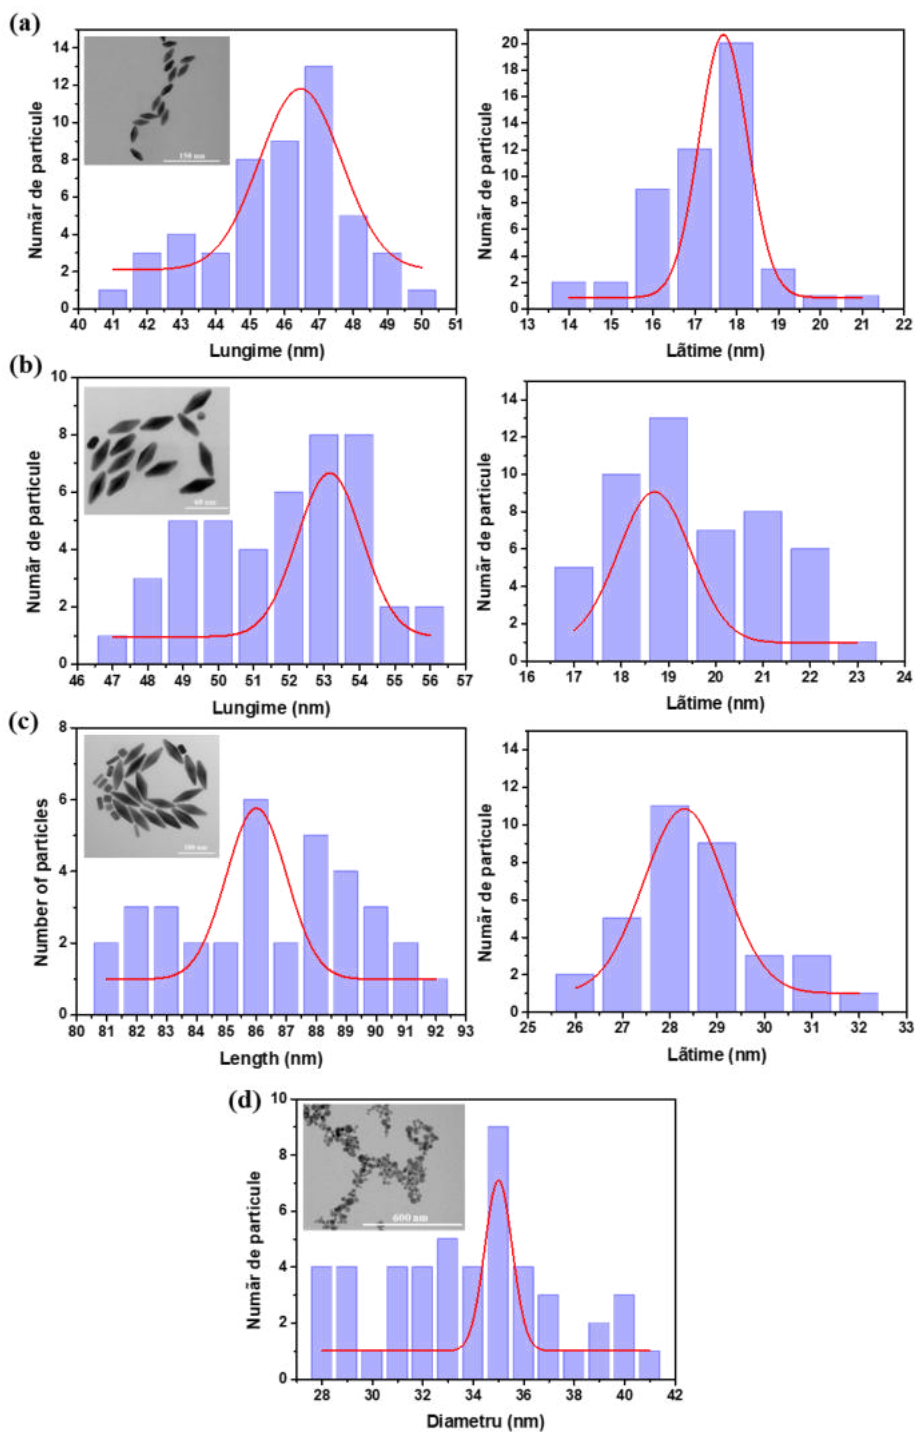 (a)
Numãr de particule
14
12
10
8
6
4
2
0
150 nm
40 41 42 43 44 45 46 47 48 49 50 51
Lungime (nm)
Numãr de particule
20
18
16
14
12
10
8
6
4
2
0
13 14 15 16 17 18 19 20 21 22
Lãtime (nm)
(b)
Numãr de particule
10
8
6
4
2
0
46 47 48 49 50 51 52 53 54 55 56 57
Lungime (nm)
Numãr de particule
14
12
10
8
6
4
2
0
16 17 18 19 20 21 22 23 24
Lãtime (nm)
(c)
Number of particles
8
6
4
2
0
80 81 82 83 84 85 86 87 88 89 90 91 92 93
Length (nm)
Numãr de particule
14
12
10
8
6
4
2
0
25 26 27 28 29 30 31 32 33
Lãtime (nm)
(d)
Numãr de particule
10
8
6
4
2
0
600 nm
28 30 32 34 36 38 40 42
Diametru (nm)